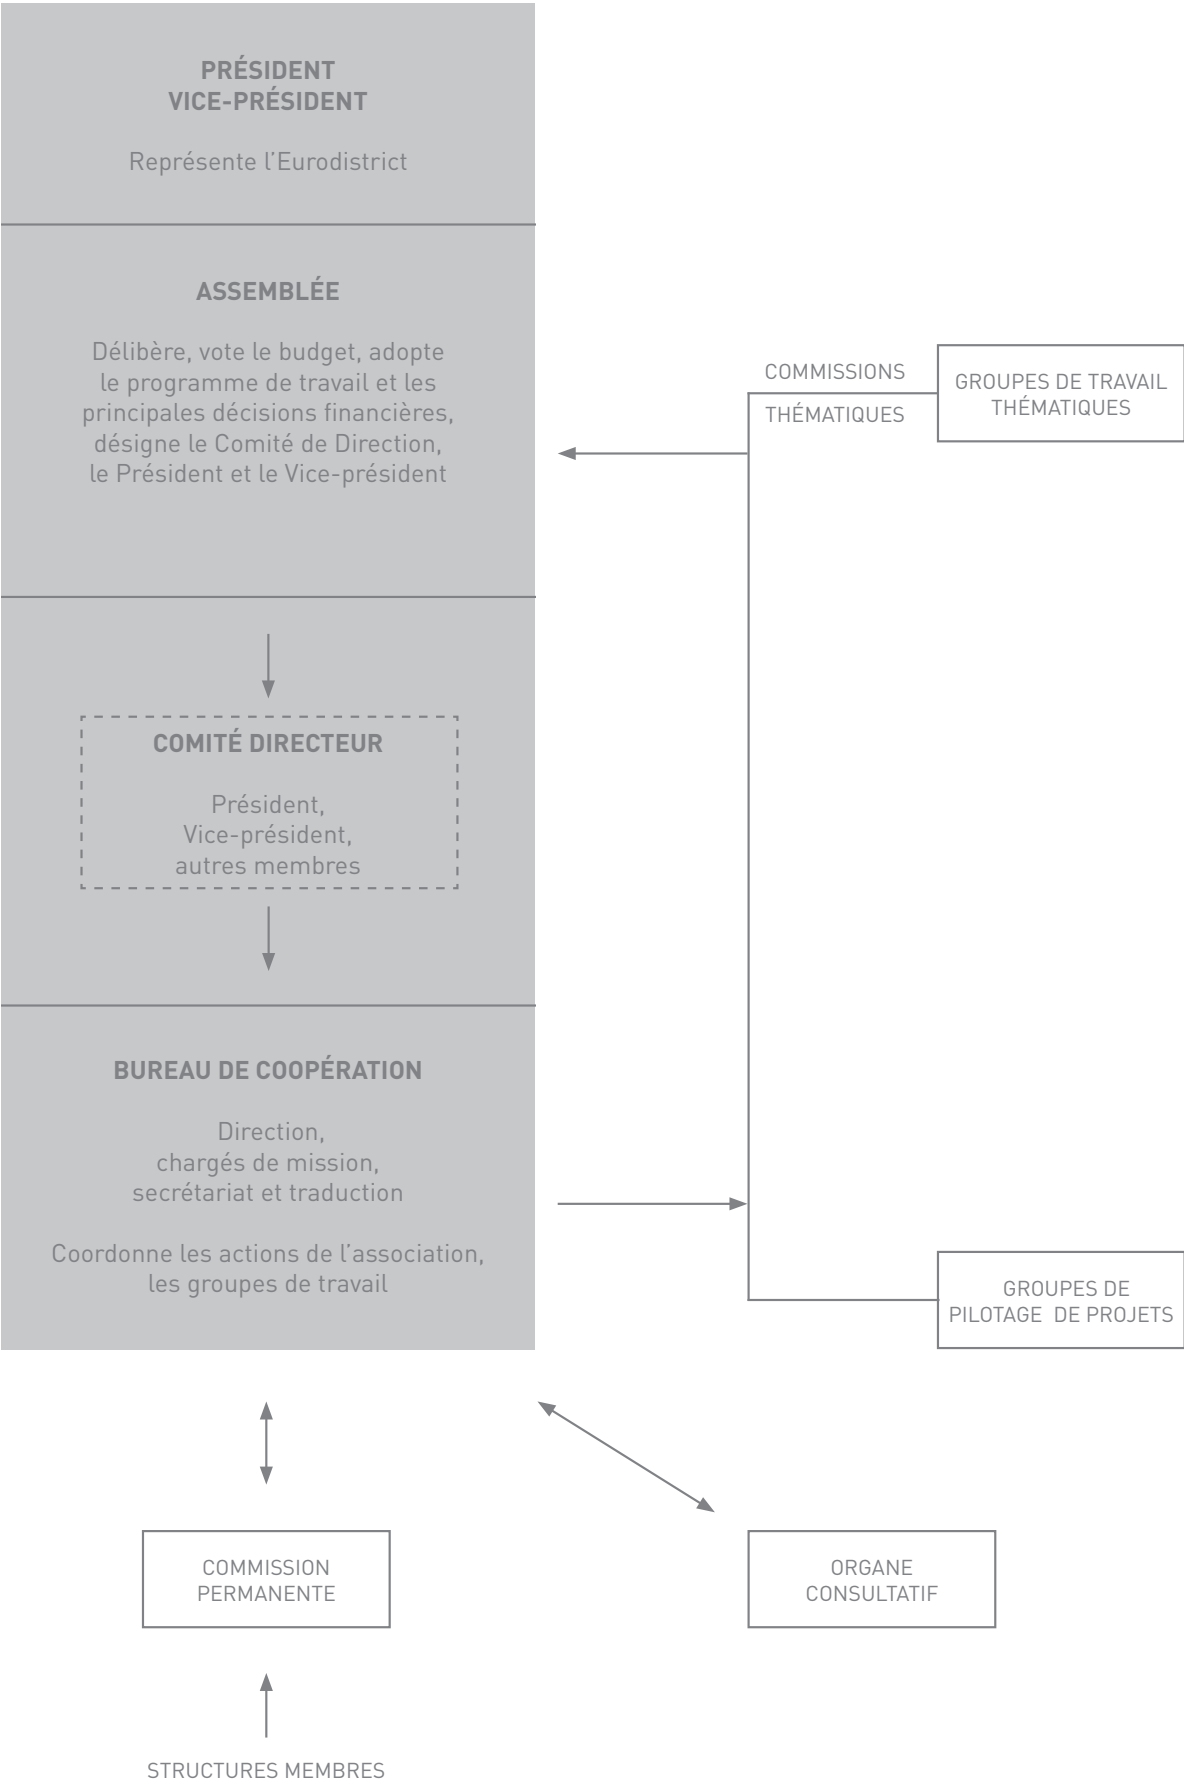 PRÉSIDENT
VICE-PRÉSIDENT
Représente l’Eurodistrict
ASSEMBLÉE
Délibère, vote le budget, adopte
le programme de travail et les
principales décisions financières,
désigne le Comité de Direction,
le Président et le Vice-président
COMMISSIONS
THÉMATIQUES
GROUPES DE TRAVAIL
THÉMATIQUES
COMITÉ DIRECTEUR
Président,
Vice-président,
autres membres
BUREAU DE COOPÉRATION
Direction,
chargés de mission,
secrétariat et traduction
Coordonne les actions de l’association,
les groupes de travail
GROUPES DE
PILOTAGE DE PROJETS
COMMISSION
PERMANENTE
ORGANE
CONSULTATIF
STRUCTURES MEMBRES